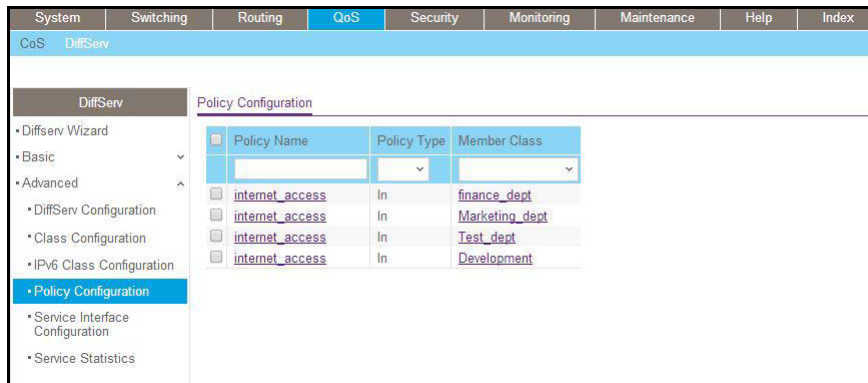 System Switching Routing QoS Security Monitoring Maintenance Help Index
CoS DiffServ
DiffServ
Diffserv Wizard
Basic
Advanced
DiffServ Configuration
Class Configuration
IPv6 Class Configuration
Policy Configuration
Service Interface
Configuration
Service Statistics
Policy Configuration
Policy Name Policy Type Member Class
internet_access In finance_dept
internet_access In Marketing_dept
internet_access In Test_dept
internet_access In Development